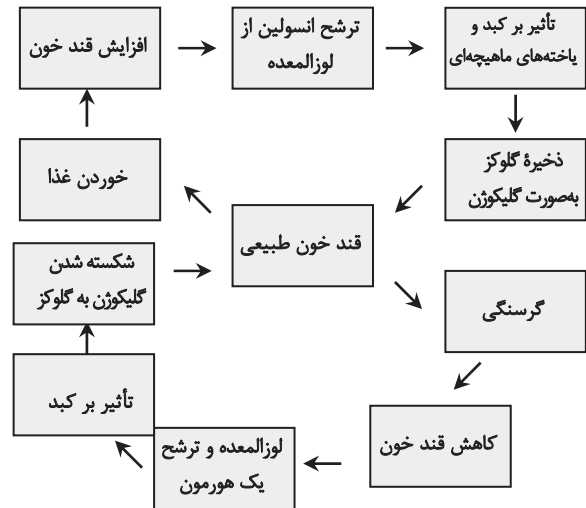 افزایش قند خون
ترشح انسولین از
لوزالمعده
تأثیر بر کبد و
یاخته‌های ماهیچه‌ای
خوردن غذا
ذخیرۀ گلوکز
به‌صورت گلیکوژن
قند خون طبیعی
شکسته شدن
گلیکوژن به گلوکز
گرسنگی
تأثیر بر کبد
کاهش قند خون
لوزالمعده و ترشح
یک هورمون